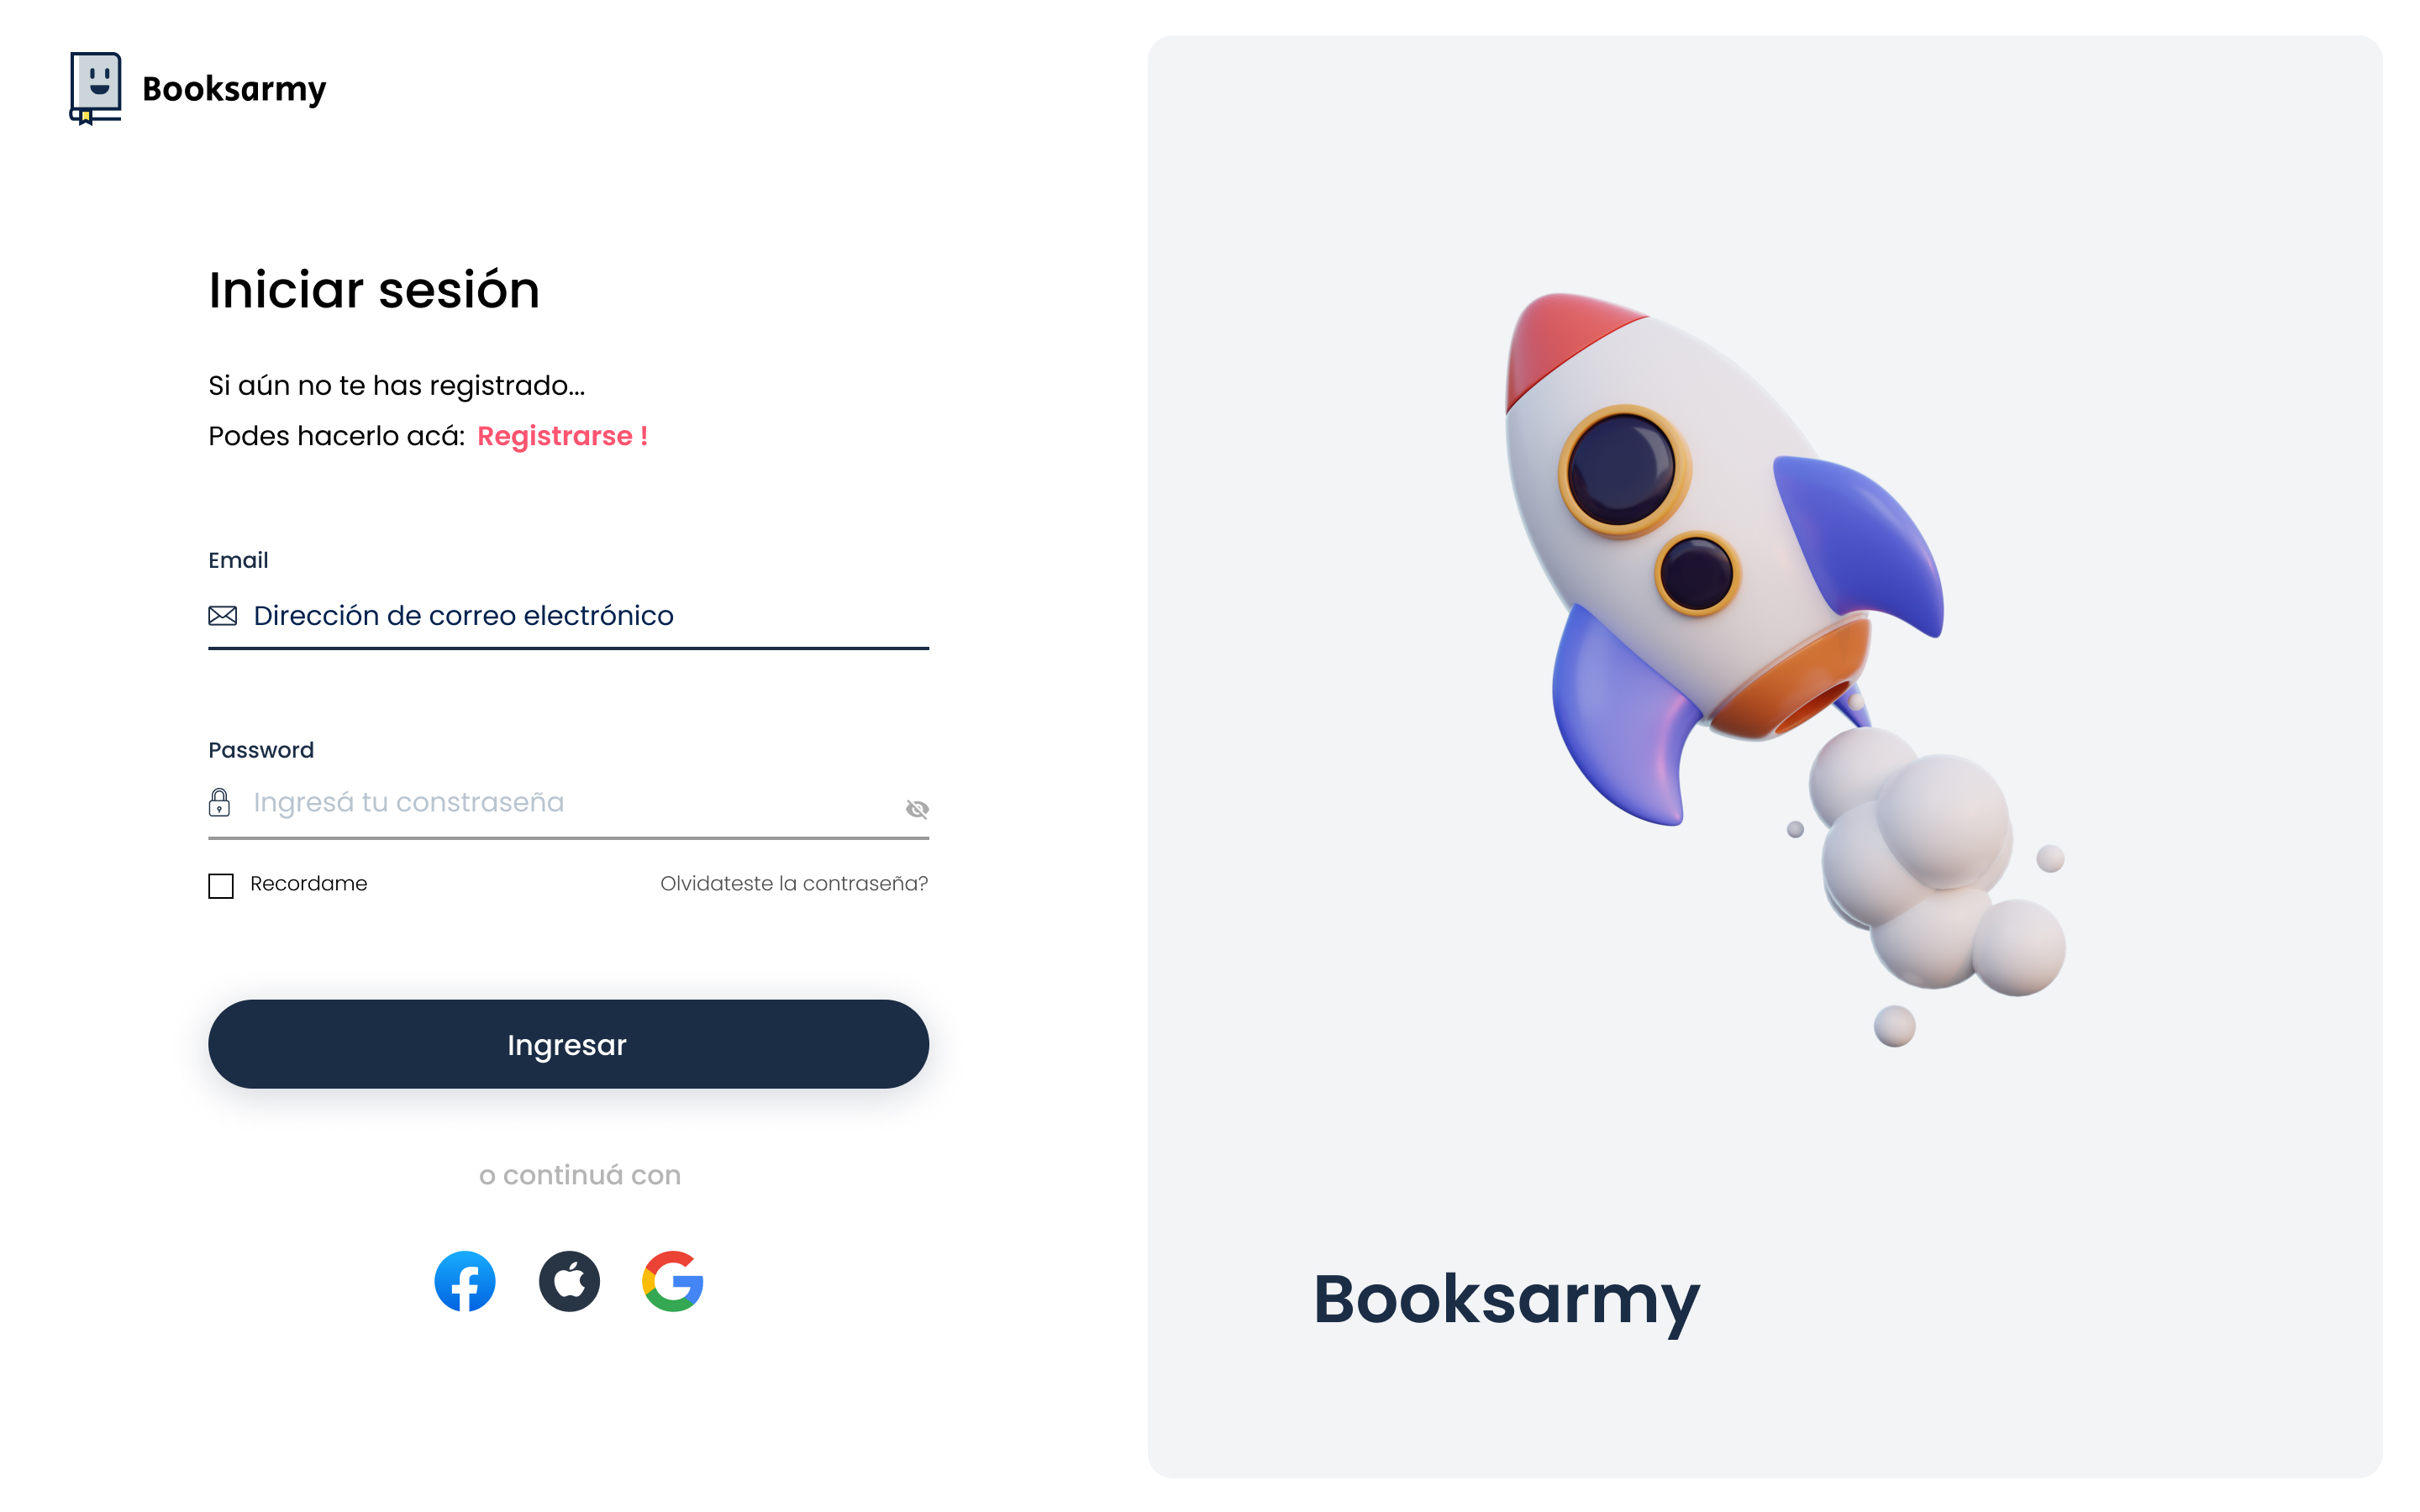 Booksarmy
Iniciar sesión
Si aún no te has registrado...
Podes hacerlo acá: Registrarse !
Email
Dirección de correo electrónico
Password
Ingresá tu constraseña
Recordame
Olvidateste la contraseña?
Ingresar
o continuá con
Booksarmy